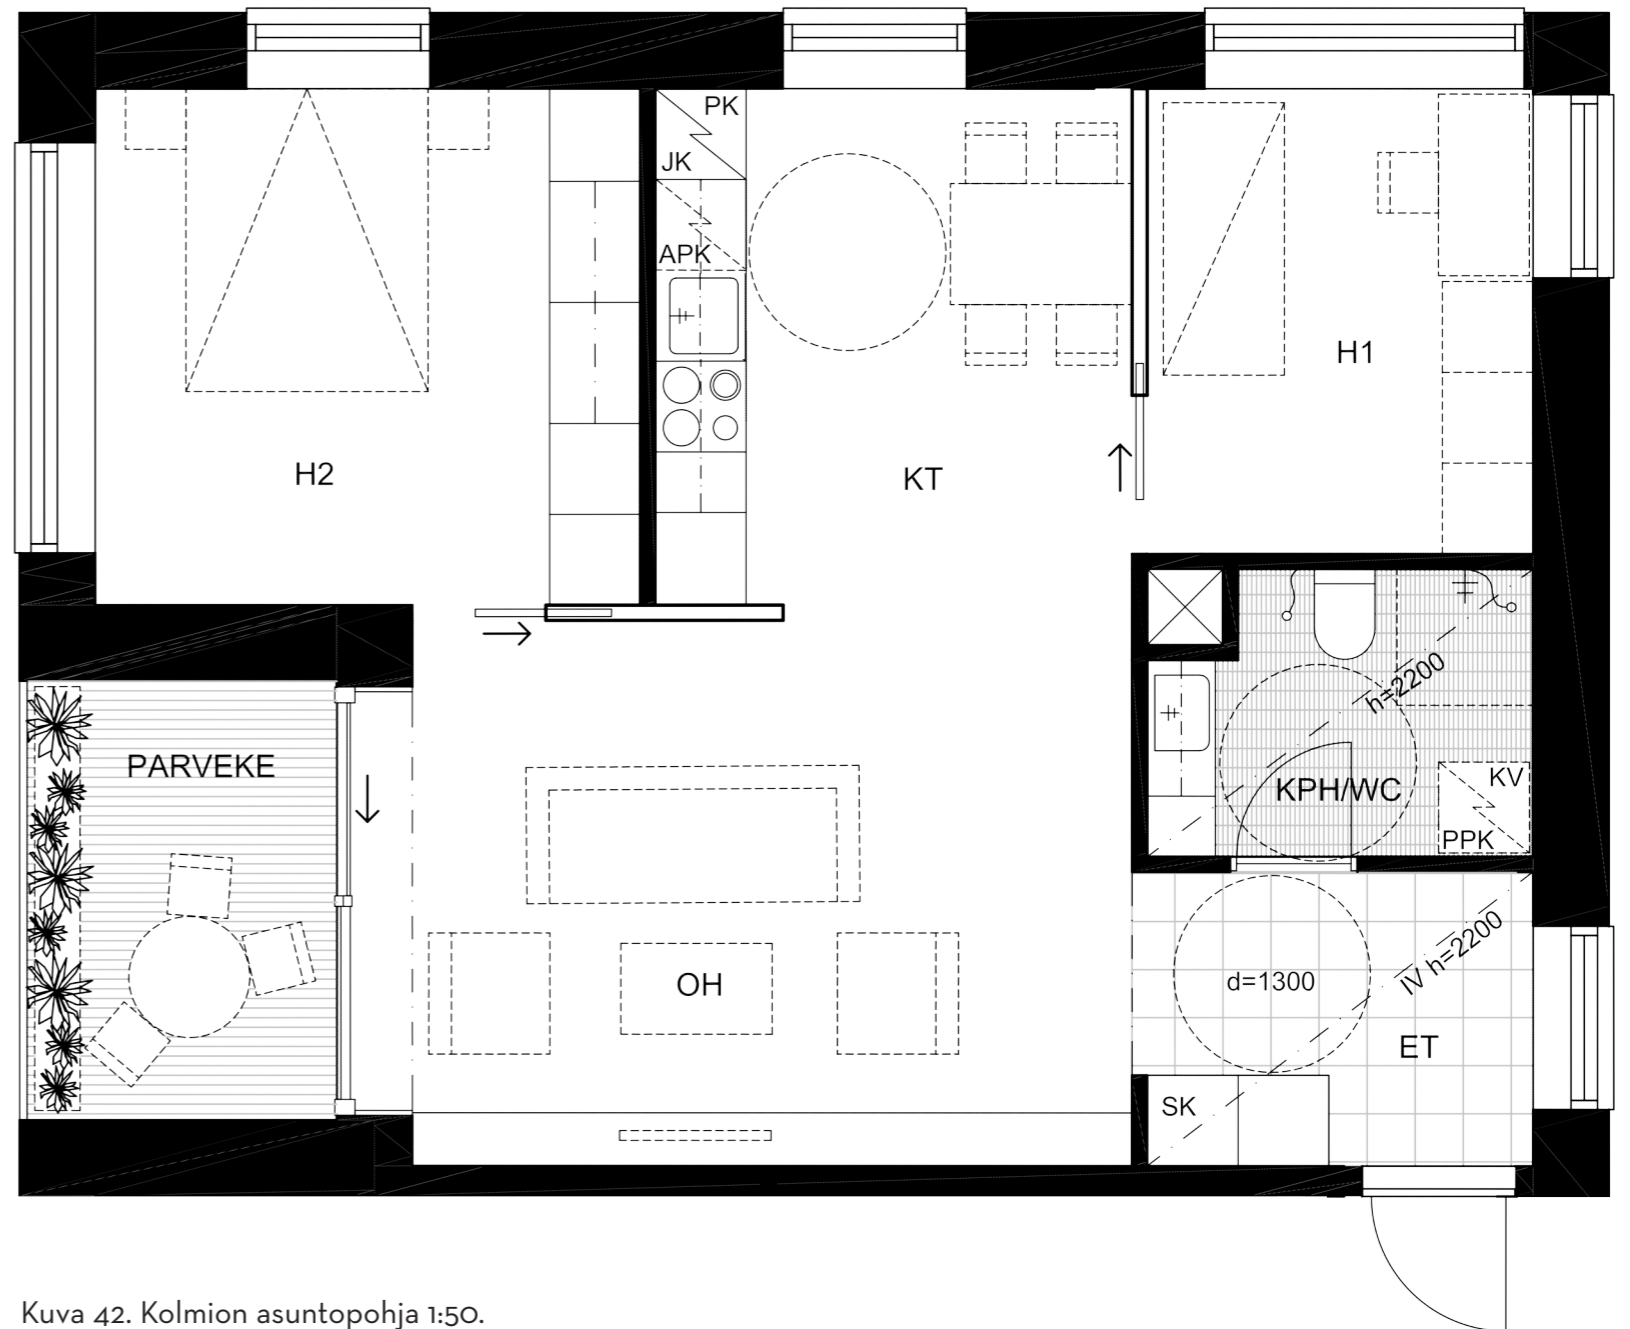 PK
JK
APK
H1
H2
KT
h=2200
PARVEKE
KPH/WC
KV
PPK
OH
d=1300
IV h=2200
ET
SK
Kuva 42. Kolmion asuntopohja 1:50.